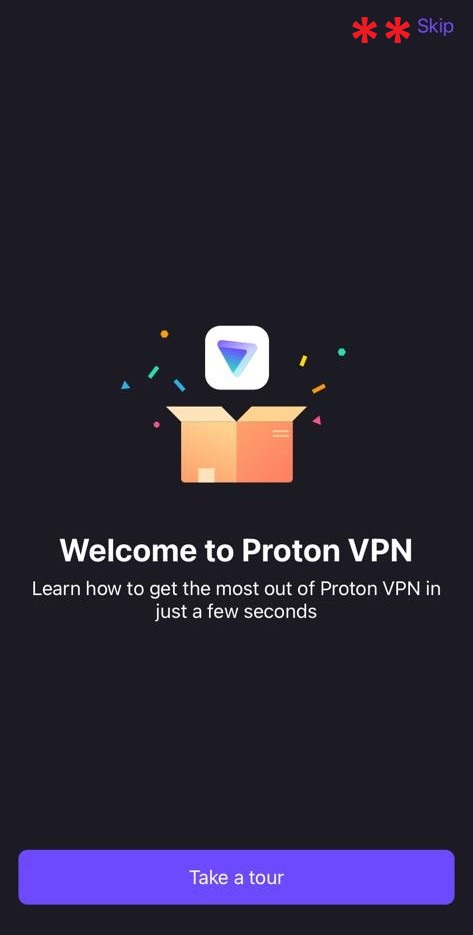 ** Skip
Welcome to Proton VPN
Learn how to get the most out of Proton VPN in
just a few seconds
Take a tour